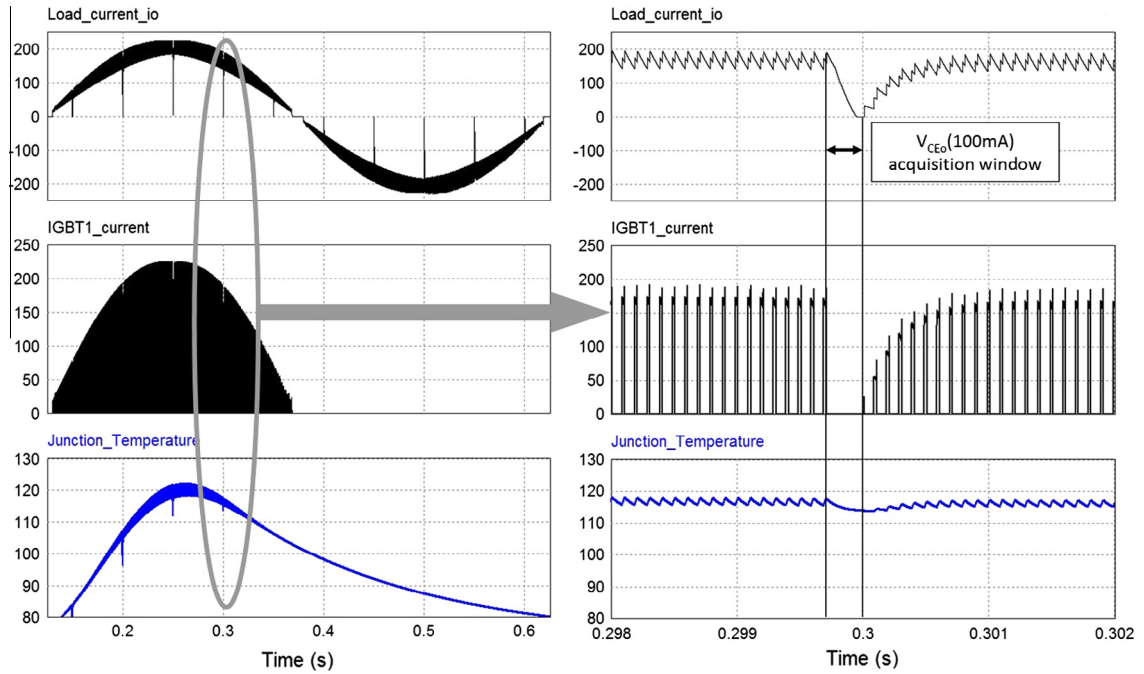 Load_current_io
200
100
0
-100
-200
IGBT1_current
250
200
150
100
50
0
Junction_Temperature
130
120
110
100
90
80
0.2 0.3 0.4 0.5 0.6
Time (s)
Load_current_io
200
100
0
-100
-200
V_CEo(100mA)
acquisition window
IGBT1_current
250
200
150
100
50
0
Junction_Temperature
130
120
110
100
90
80
0.298 0.299 0.3 0.301 0.302
Time (s)